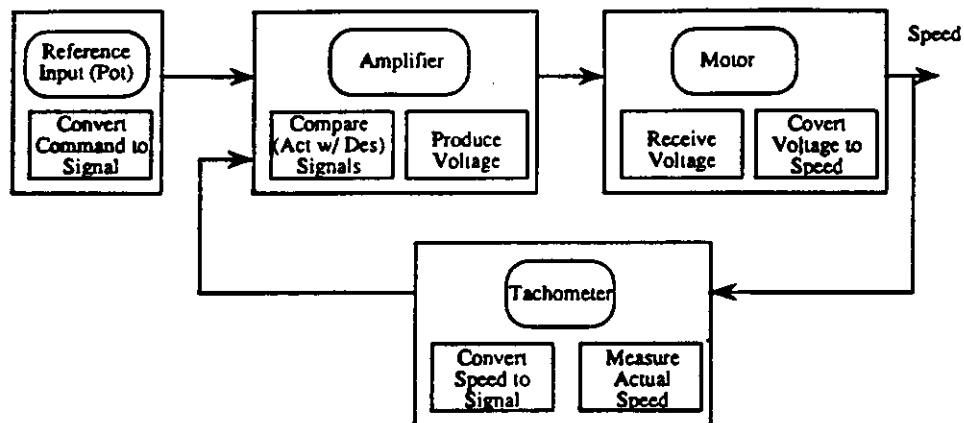 Reference
Input (Pot)
Convert
Command to
Signal
Amplifier
Compare
(Act w/ Des)
Signals
Produce
Voltage
Motor
Receive
Voltage
Covert
Voltage to
Speed
Speed
Tachometer
Convert
Speed to
Signal
Measure
Actual
Speed